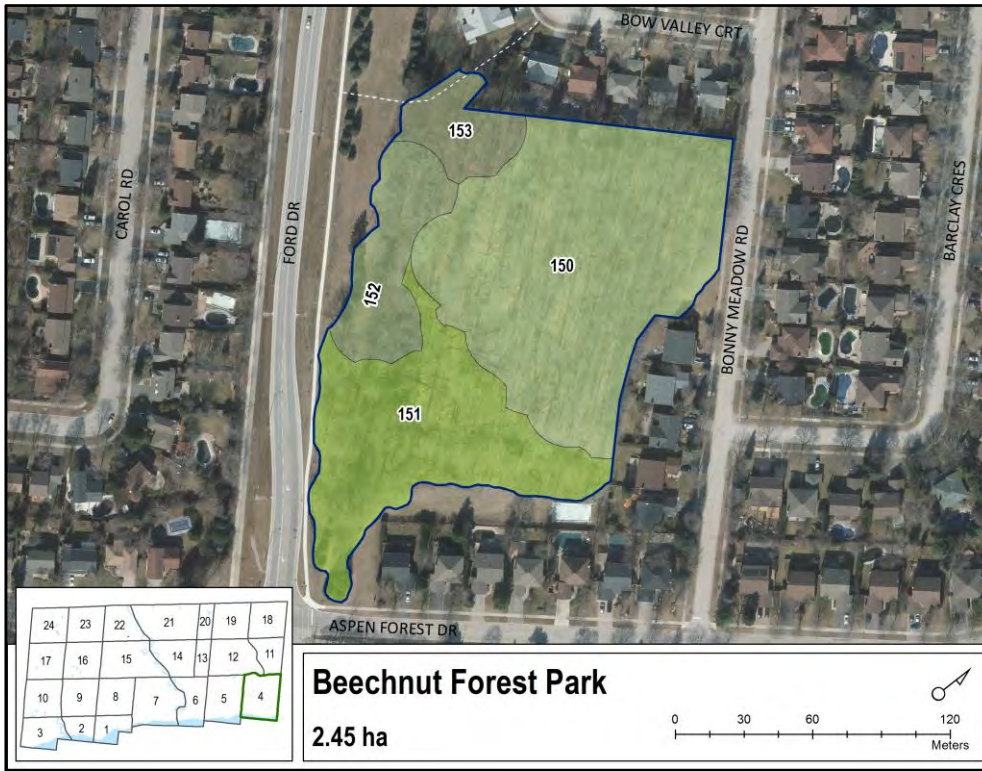 BOW VALLEY CRT
153
CAROL RD
FORD DR
150
BARCLAY CRES
152
BONNY MEADOW RD
151
ASPEN FOREST DR
24 23 22 21 20 19 18
17 16 15 14 13 12 11
10 9 8 7 6 5 4
3 2 1
Beechnut Forest Park
2.45 ha
0 30 60 120
Meters